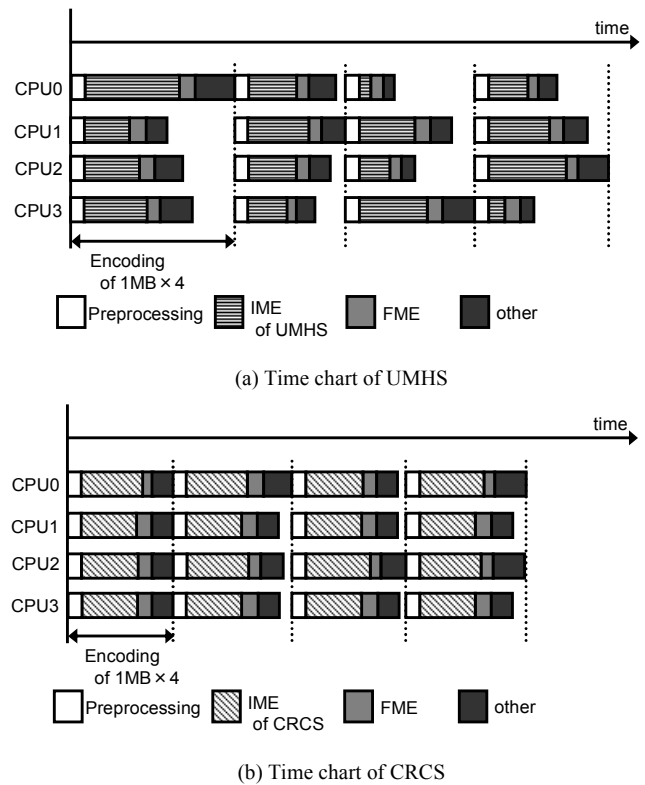 time
CPU0
CPU1
CPU2
CPU3
Encoding
of 1MB × 4
Preprocessing
IME
of UMHS
FME
other
(a) Time chart of UMHS
time
CPU0
CPU1
CPU2
CPU3
Encoding
of 1MB × 4
Preprocessing
IME
of CRCS
FME
other
(b) Time chart of CRCS